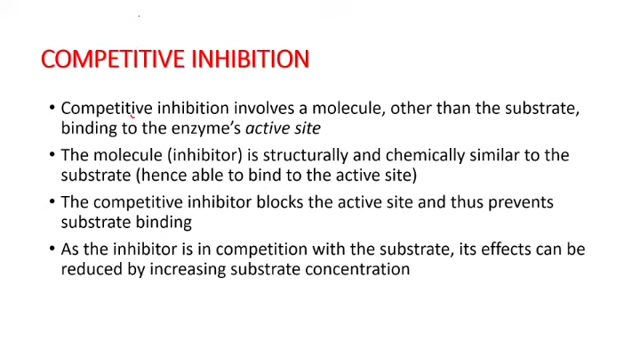 COMPETITIVE INHIBITION
• Competitive inhibition involves a molecule, other than the substrate,
binding to the enzyme's active site
• The molecule (inhibitor) is structurally and chemically similar to the
substrate (hence able to bind to the active site)
• The competitive inhibitor blocks the active site and thus prevents
substrate binding
• As the inhibitor is in competition with the substrate, its effects can be
reduced by increasing substrate concentration